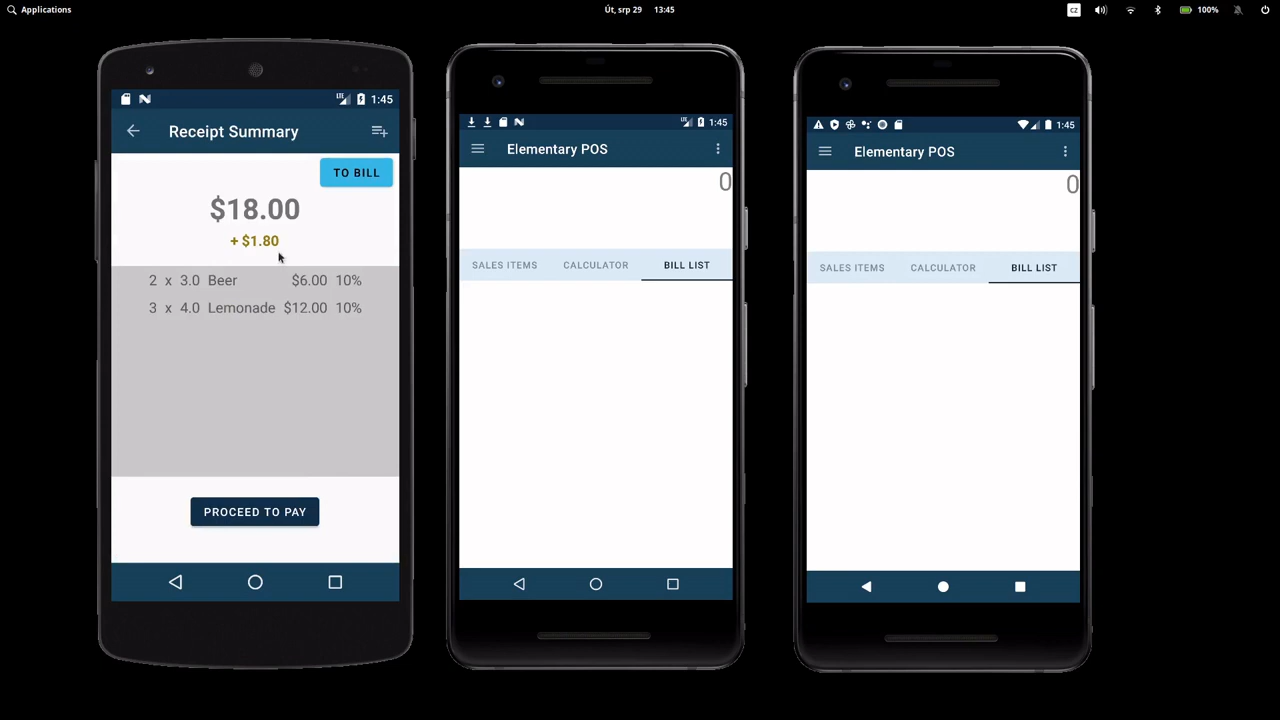 Applications
Út, srp 29 13:45
cz
100%
LTE 1:45
Receipt Summary
TO BILL
$18.00
+ $1.80
2 x 3.0 Beer $6.00 10%
3 x 4.0 Lemonade $12.00 10%
PROCEED TO PAY
LTE 1:45
Elementary POS
0
SALES ITEMS CALCULATOR BILL LIST
1:45
Elementary POS
0
SALES ITEMS CALCULATOR BILL LIST